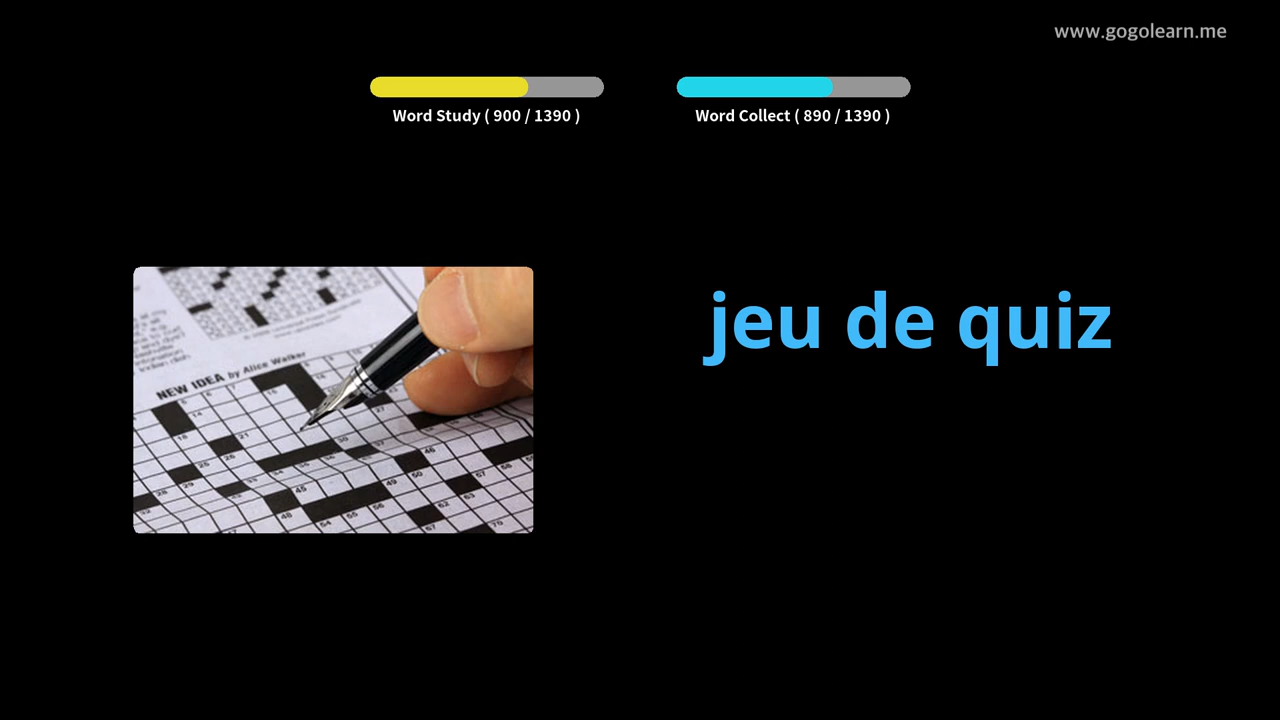 www.gogolearn.me
Word Study ( 900 / 1390 )
Word Collect ( 890 / 1390 )
jeu de quiz
NEW IDEA by Alice Walker